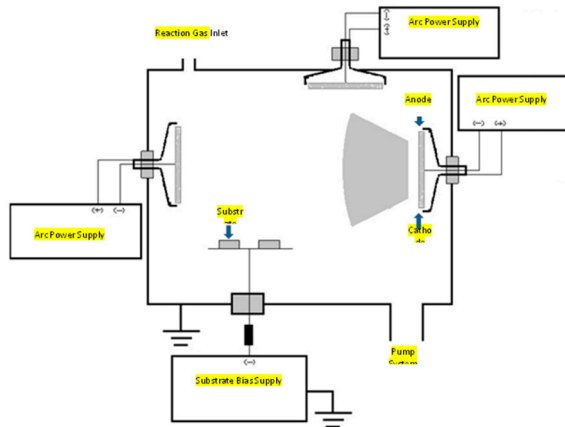 Reaction Gas Inlet
Arc Power Supply
(-)
(+)
Anode
Arc Power Supply
(-) (+)
(+) (-)
Arc Power Supply
Substr
Catho
(-)
Substrate Bias Supply
Pump
System